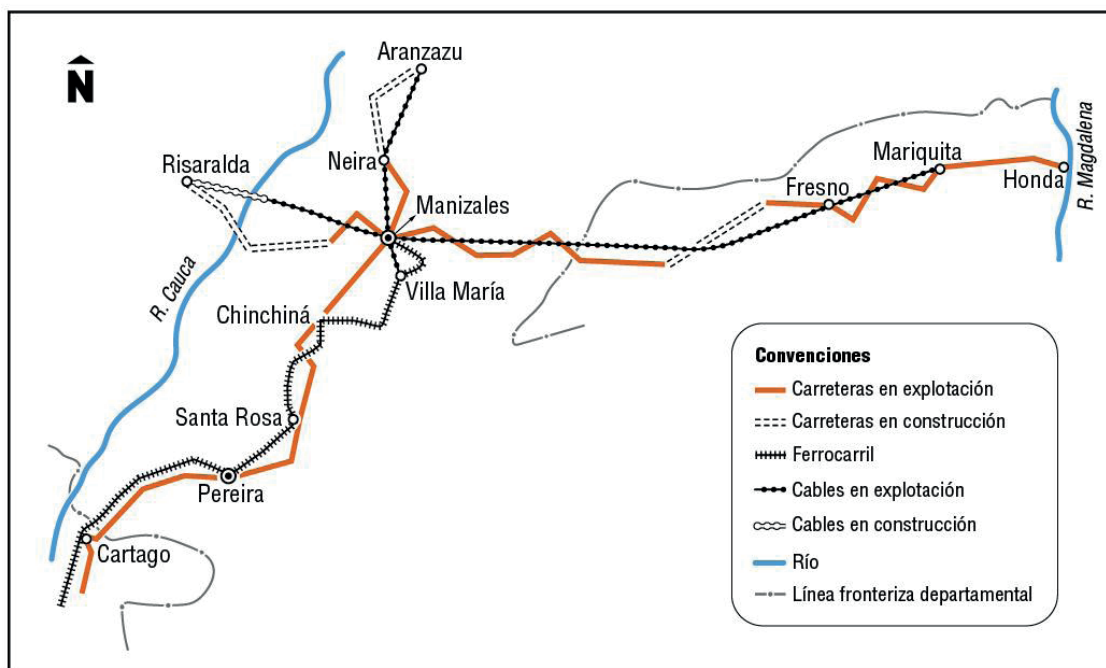 N
Aranzazu
Risaralda
Neira
Manizales
Mariquita
Fresno
Honda
R. Magdalena
Villa María
R. Cauca
Chinchiná
Santa Rosa
Pereira
Cartago
Convenciones
Carreteras en explotación
Carreteras en construcción
Ferrocarril
Cables en explotación
Cables en construcción
Río
Línea fronteriza departamental